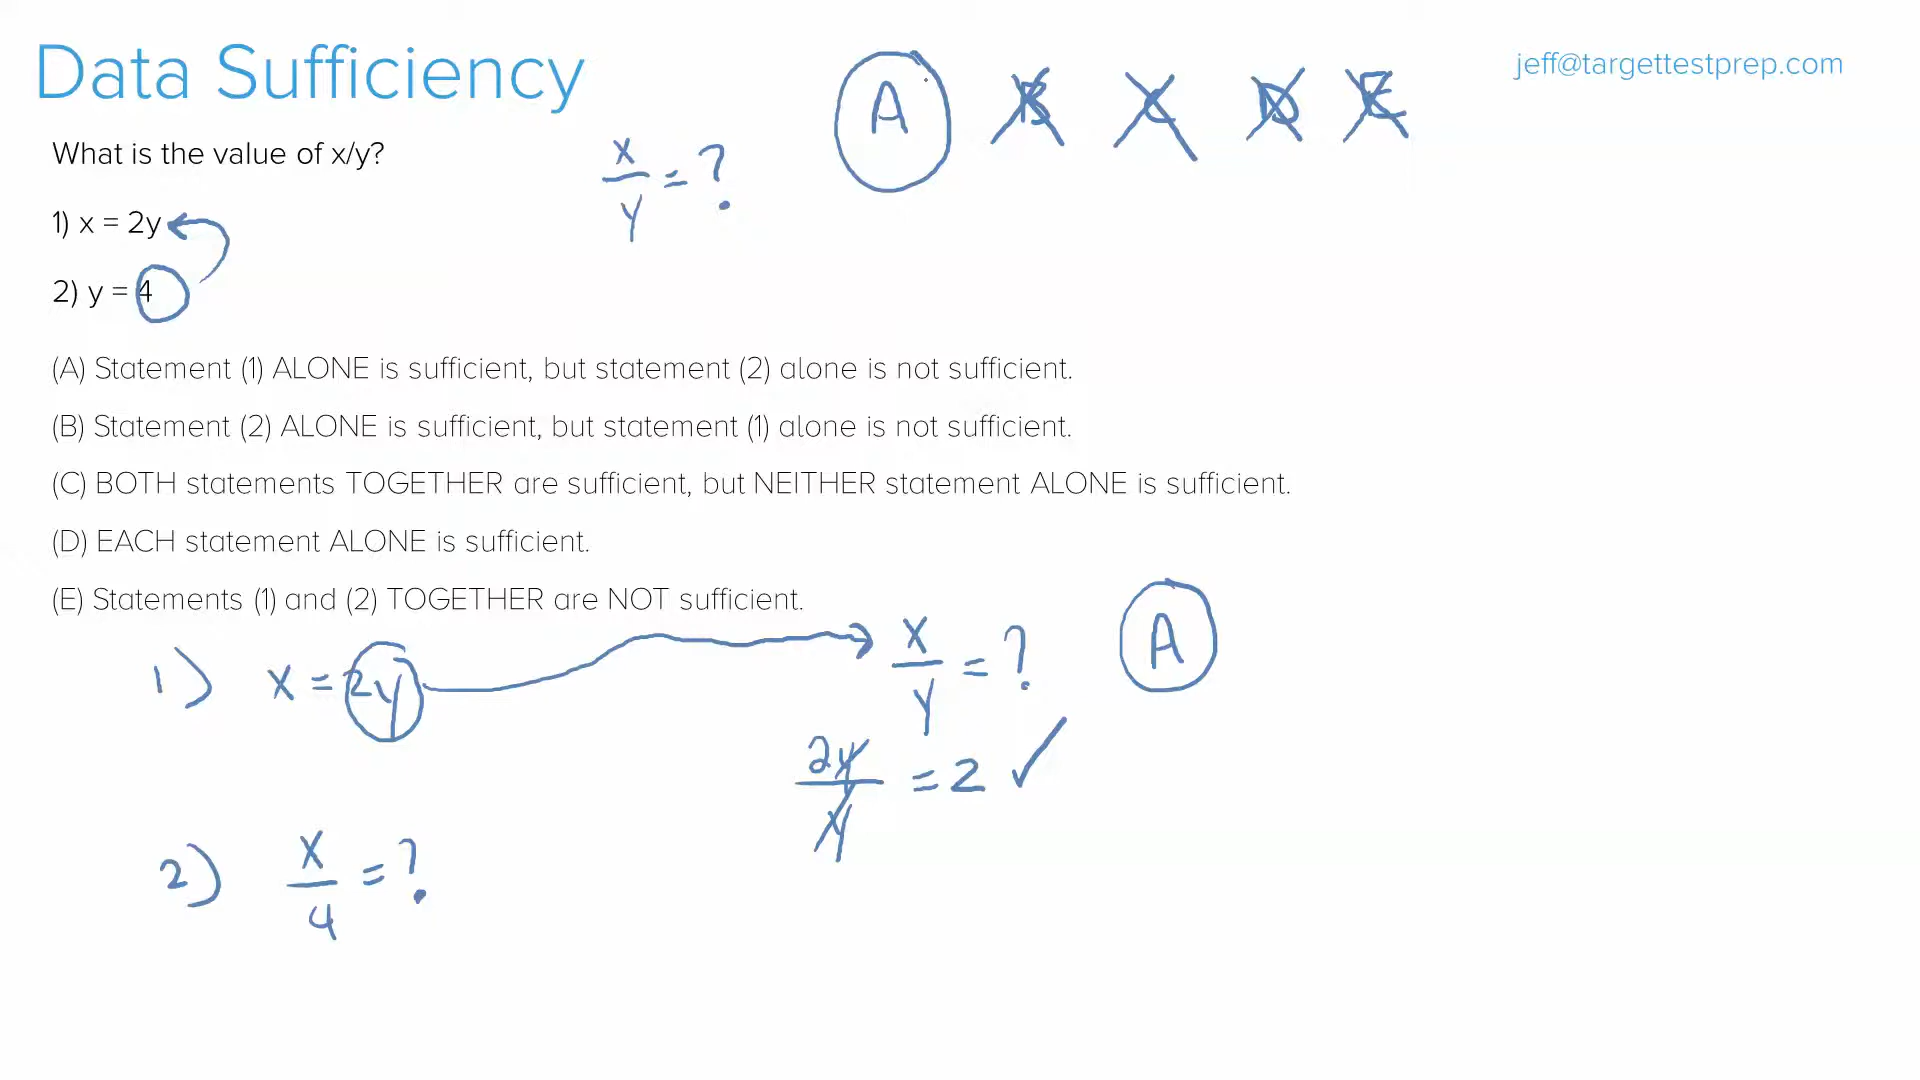 Data Sufficiency
jeff@targettestprep.com
A B C D E
What is the value of x/y?
x/y = ?
1) x = 2y
2) y = 4
(A) Statement (1) ALONE is sufficient, but statement (2) alone is not sufficient.
(B) Statement (2) ALONE is sufficient, but statement (1) alone is not sufficient.
(C) BOTH statements TOGETHER are sufficient, but NEITHER statement ALONE is sufficient.
(D) EACH statement ALONE is sufficient.
(E) Statements (1) and (2) TOGETHER are NOT sufficient.
1) x = 2y
x/y = ?
A
2y/y = 2 ✓
2) x/4 = ?